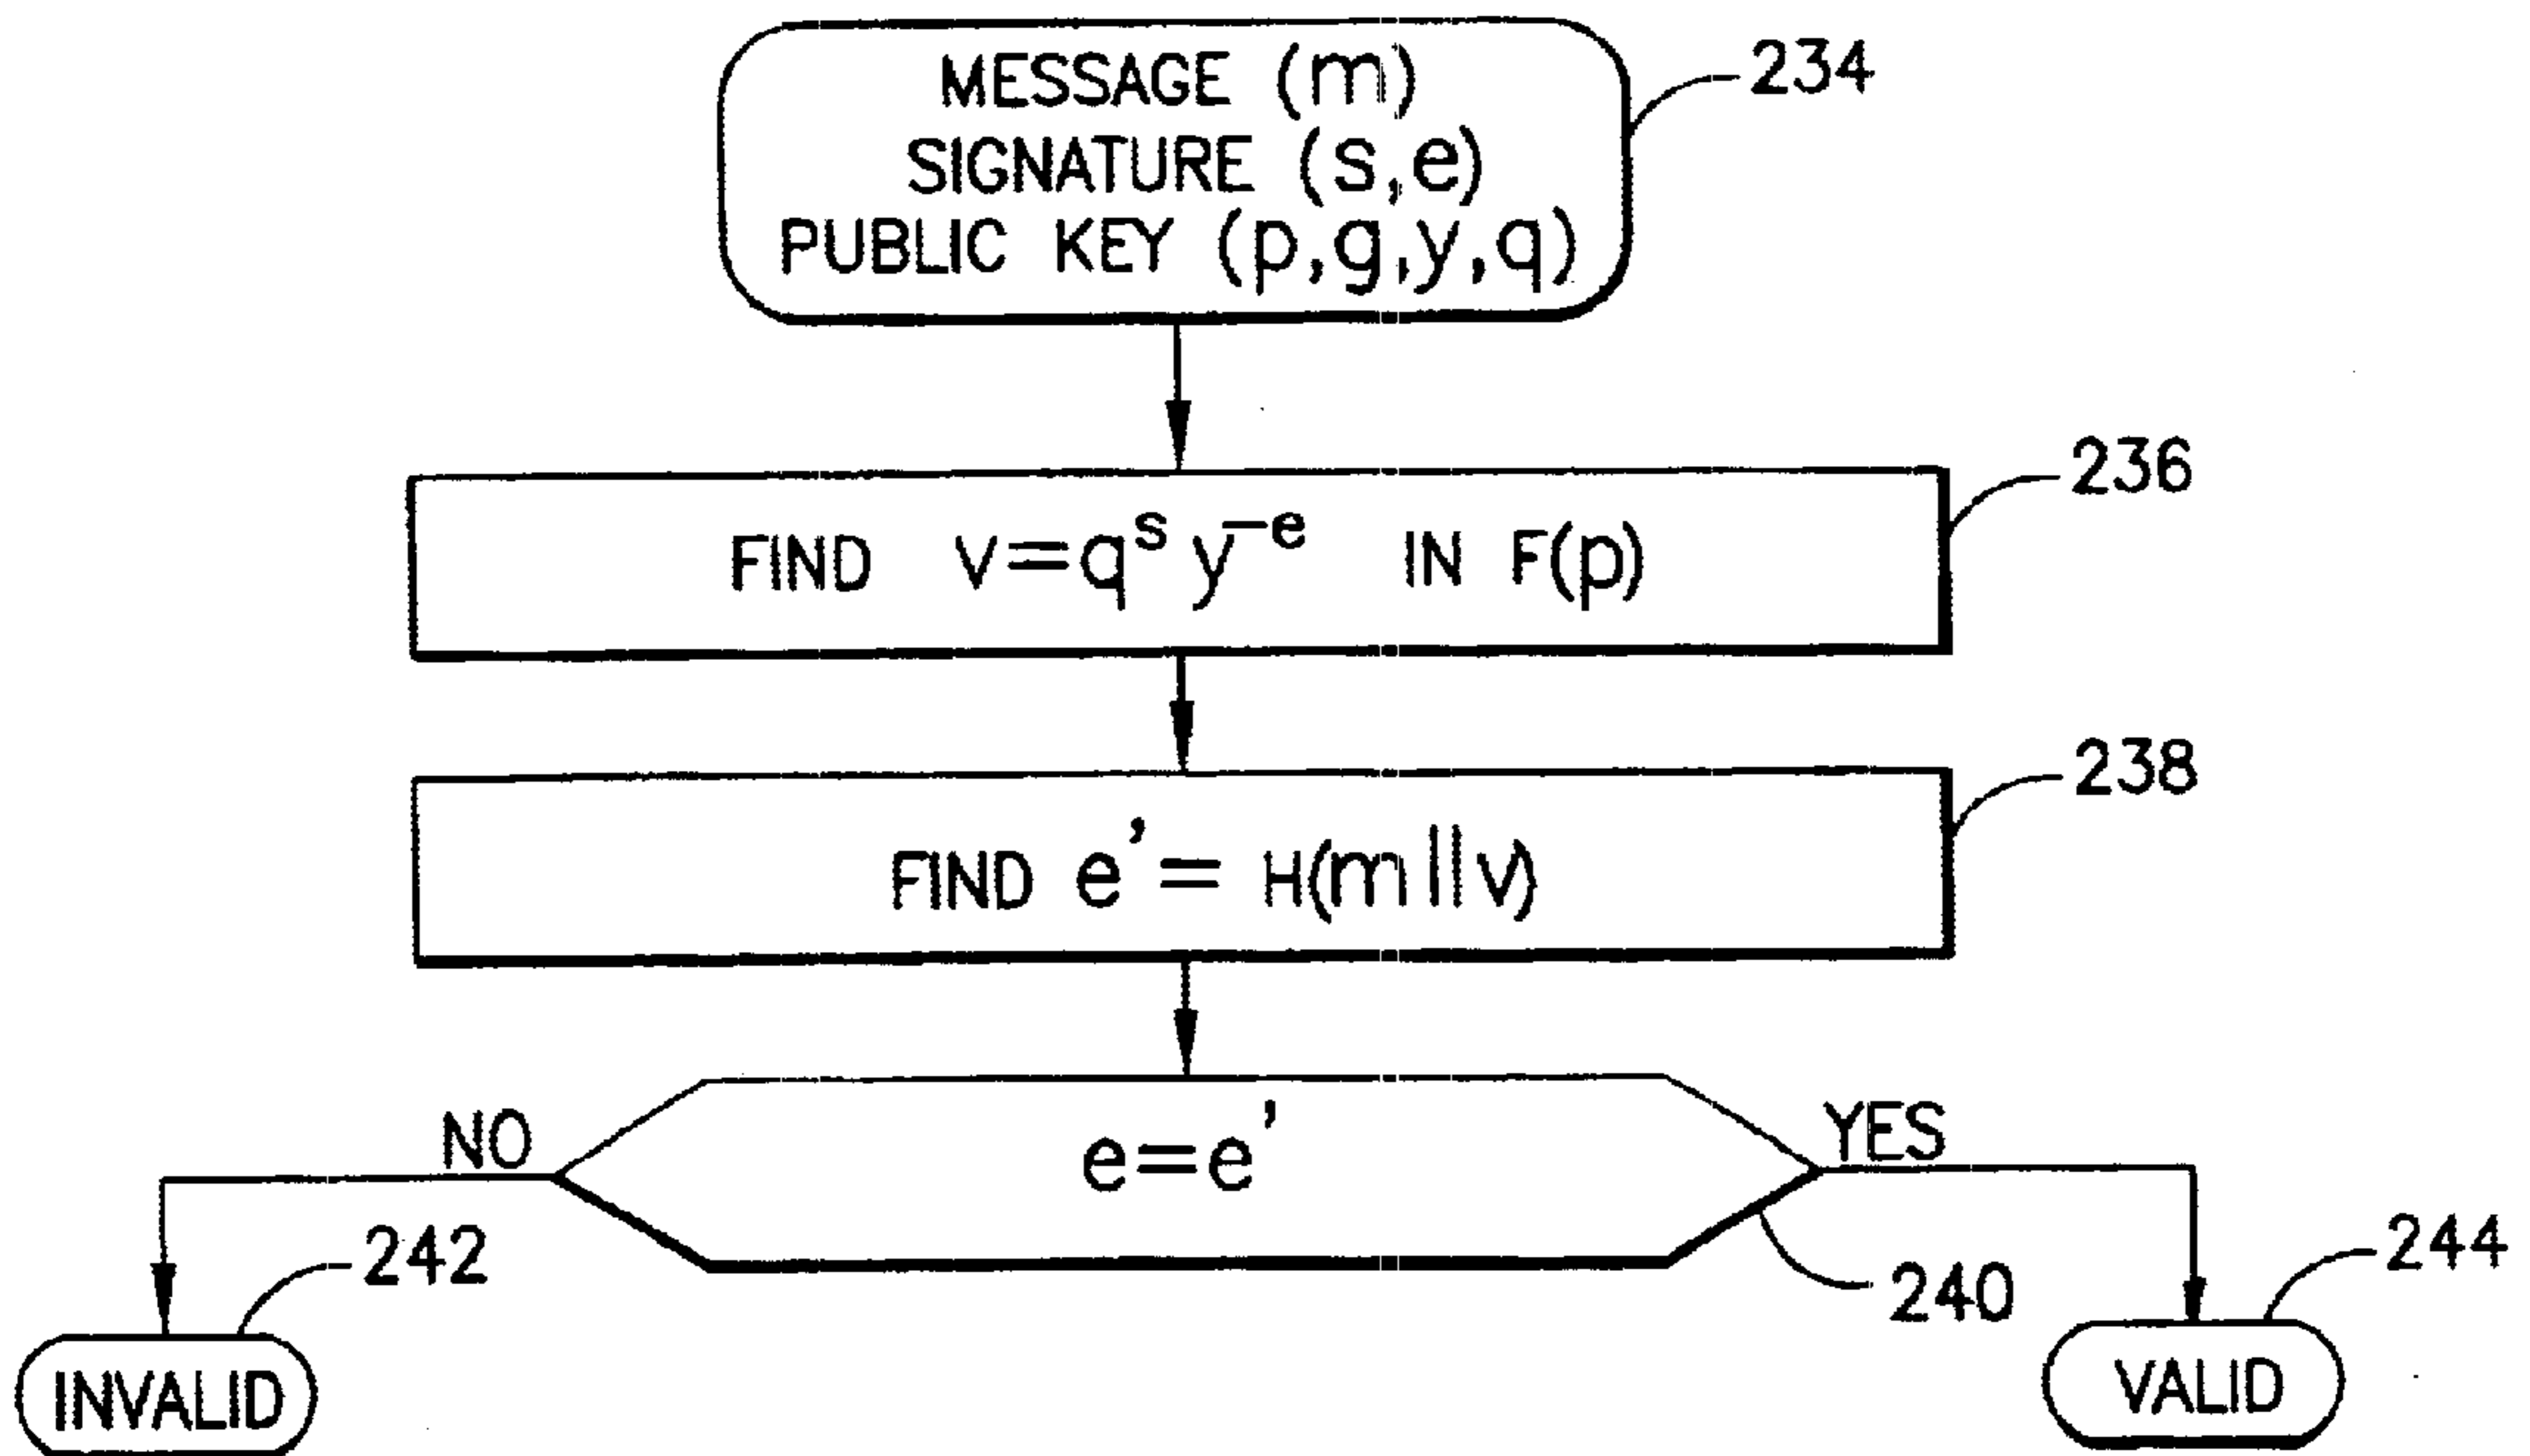 MESSAGE (m)
SIGNATURE (s,e)
PUBLIC KEY (p,g,y,q)
234
FIND v=q^s y^-e IN F(p)
236
FIND e'= H(m||v)
238
e=e'
NO
YES
240
242
244
INVALID
VALID